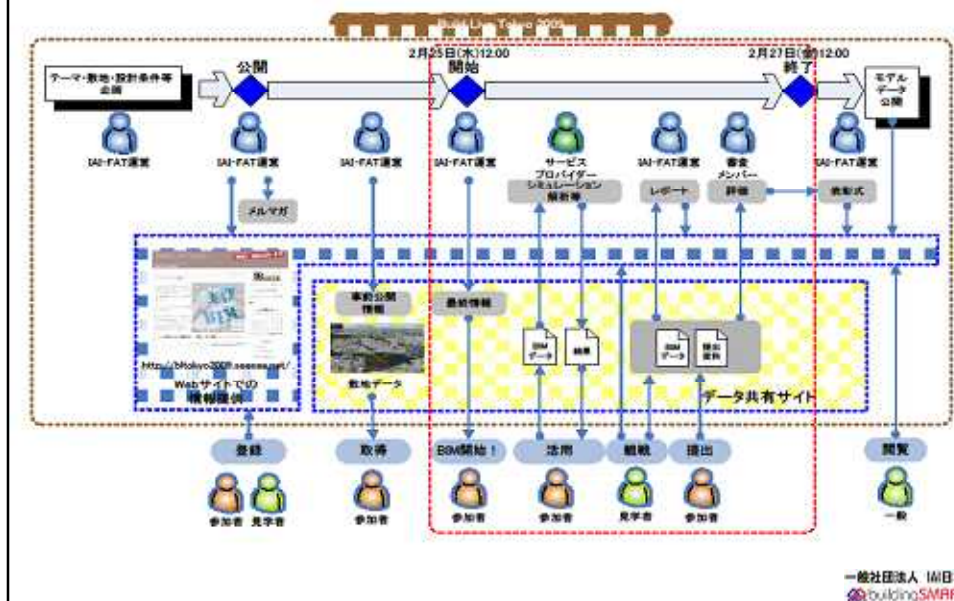 Build Live Tokyo 2009
2月25日(水)12:00
2月27日(金)12:00
公開
開始
終了
テーマ・敷地・設計条件等
企画
モデル
データ
公開
IAI-FAT運営
IAI-FAT運営
IAI-FAT運営
IAI-FAT運営
サービス
プロバイダー
IAI-FAT運営
審査
メンバー
IAI-FAT運営
メルマガ
シミュレーション
解析等
レポート
評価
表彰式
事前公開
情報
最終情報
BIM
データ
結果
BIM
データ
提出
資料
敷地データ
http://bltokyo2009.seesaa.net/
Webサイトでの
情報提供
データ共有サイト
登録
取得
BIM開始！
活用
観戦
提出
閲覧
参加者
見学者
参加者
参加者
参加者
見学者
参加者
一般
一般社団法人 IAI日
buildingSMAR